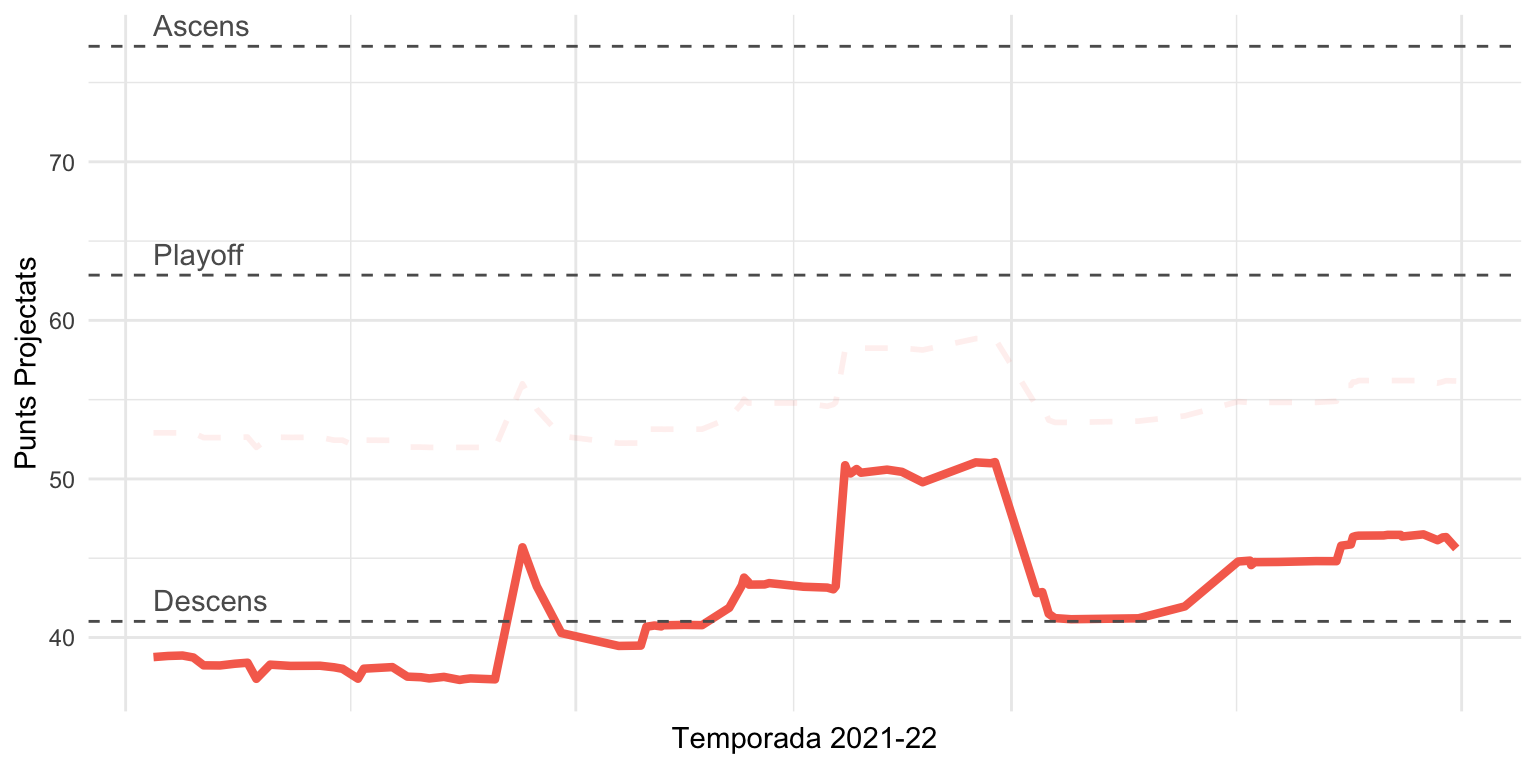 Ascens
70
Playoff
60
50
Descens
40
Punts Projectats
Temporada 2021-22